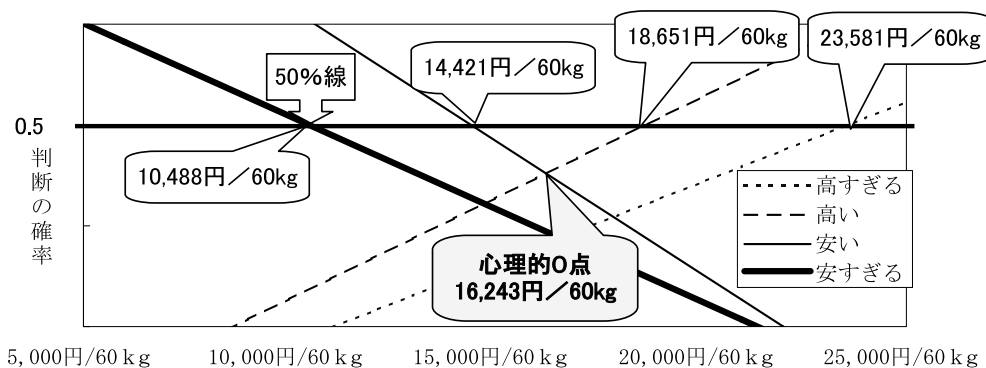 18,651円／60kg
23,581円／60kg
14,421円／60kg
50%線
0.5
判断の確率
10,488円／60kg
高すぎる
高い
安い
安すぎる
心理的0点
16,243円／60kg
5,000円/60ｋg
10,000円/60ｋg
15,000円/60ｋg
20,000円/60ｋg
25,000円/60ｋg